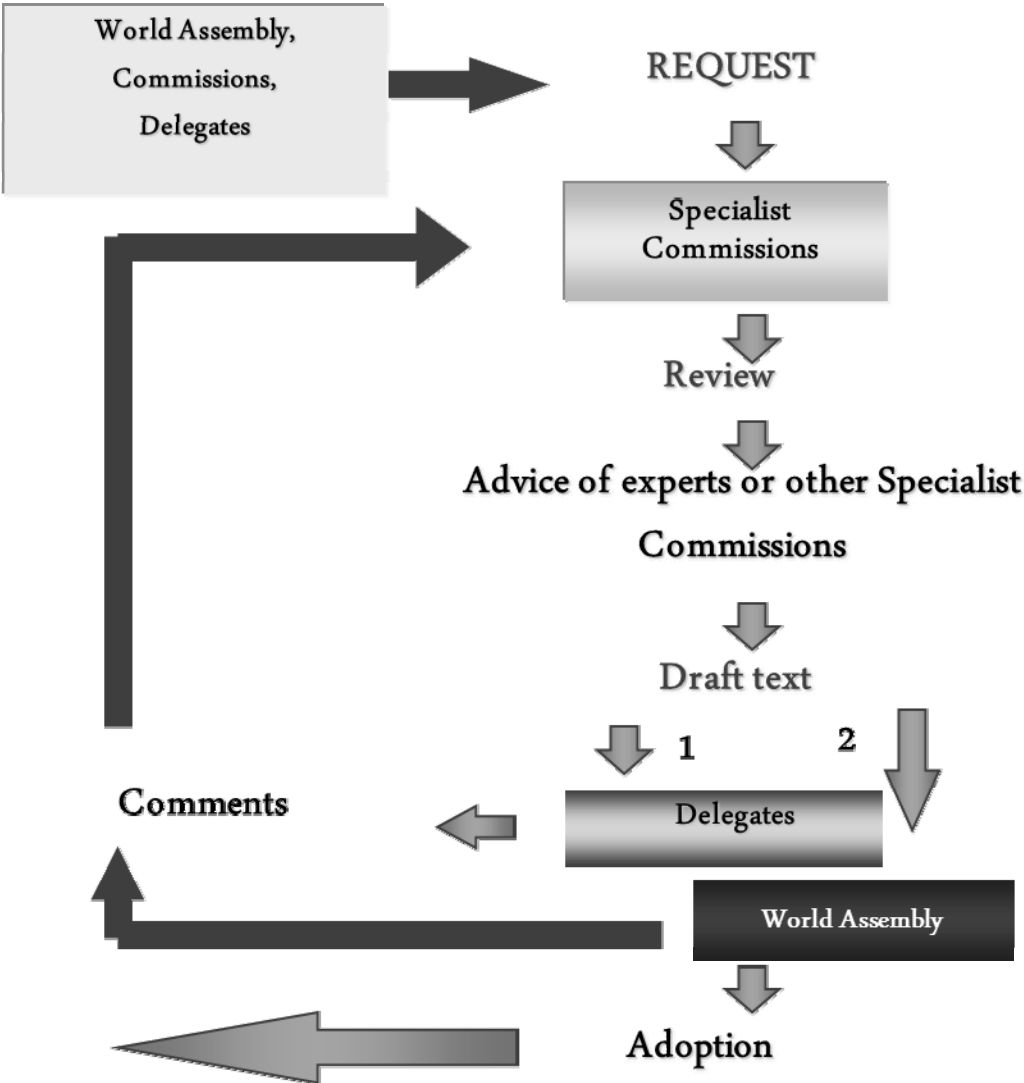 World Assembly,
Commissions,
Delegates
REQUEST
Specialist
Commissions
Review
Advice of experts or other Specialist
Commissions
Draft text
1
2
Delegates
Comments
World Assembly
Adoption